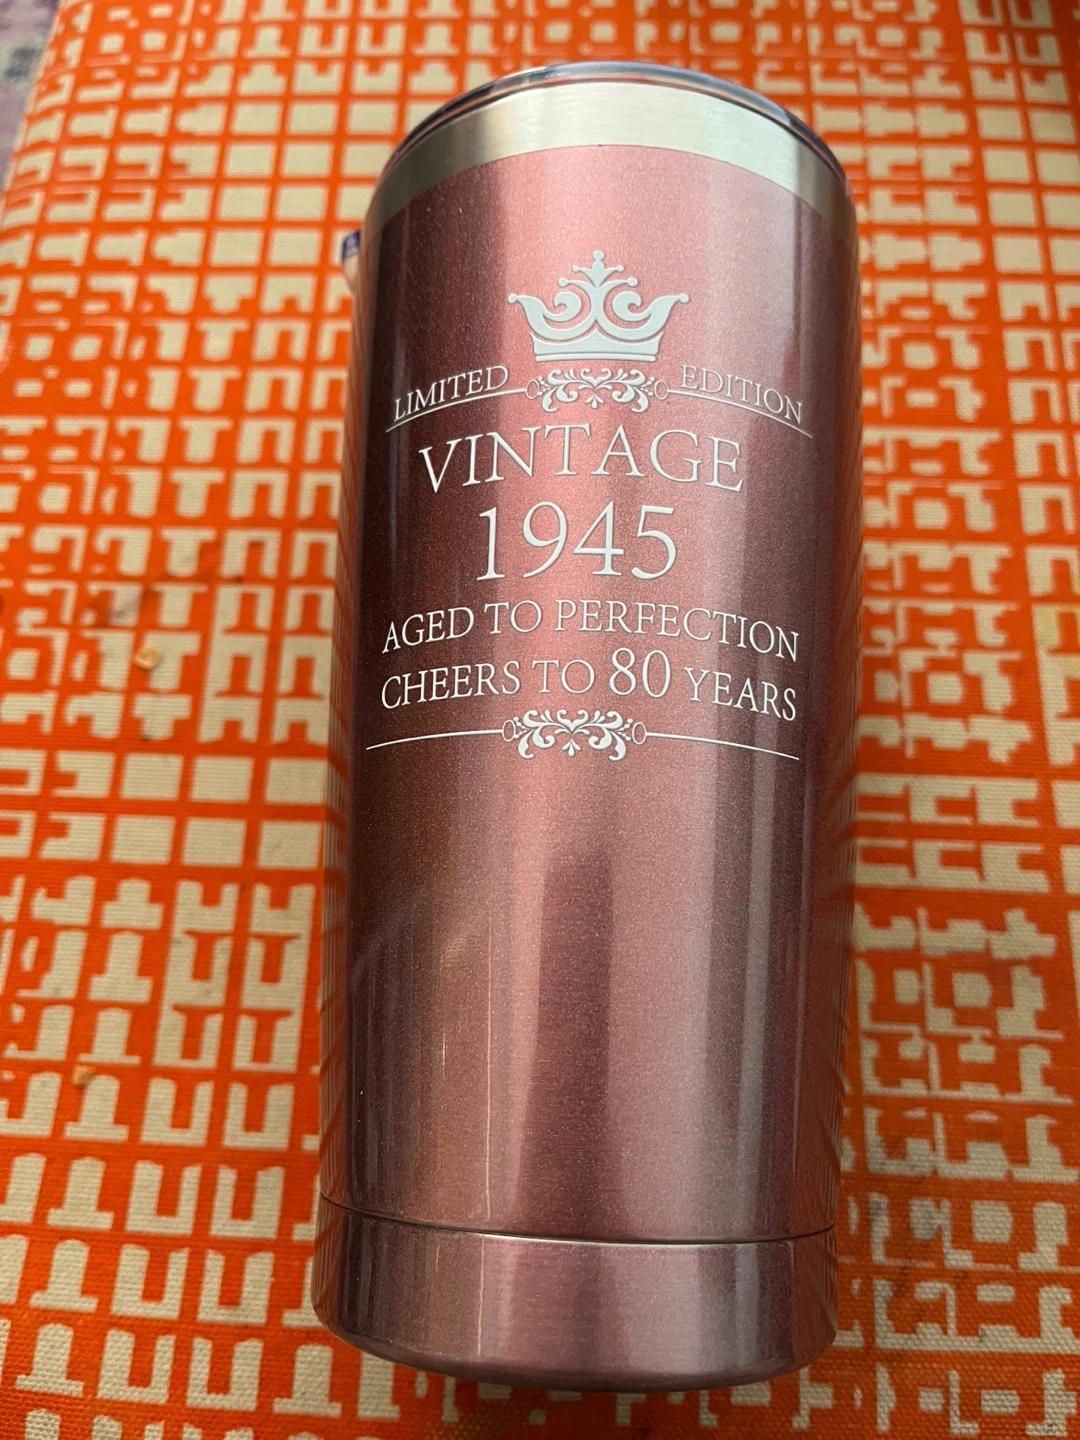 LIMITED EDITION
VINTAGE
1945
AGED TO PERFECTION
CHEERS TO 80 YEARS